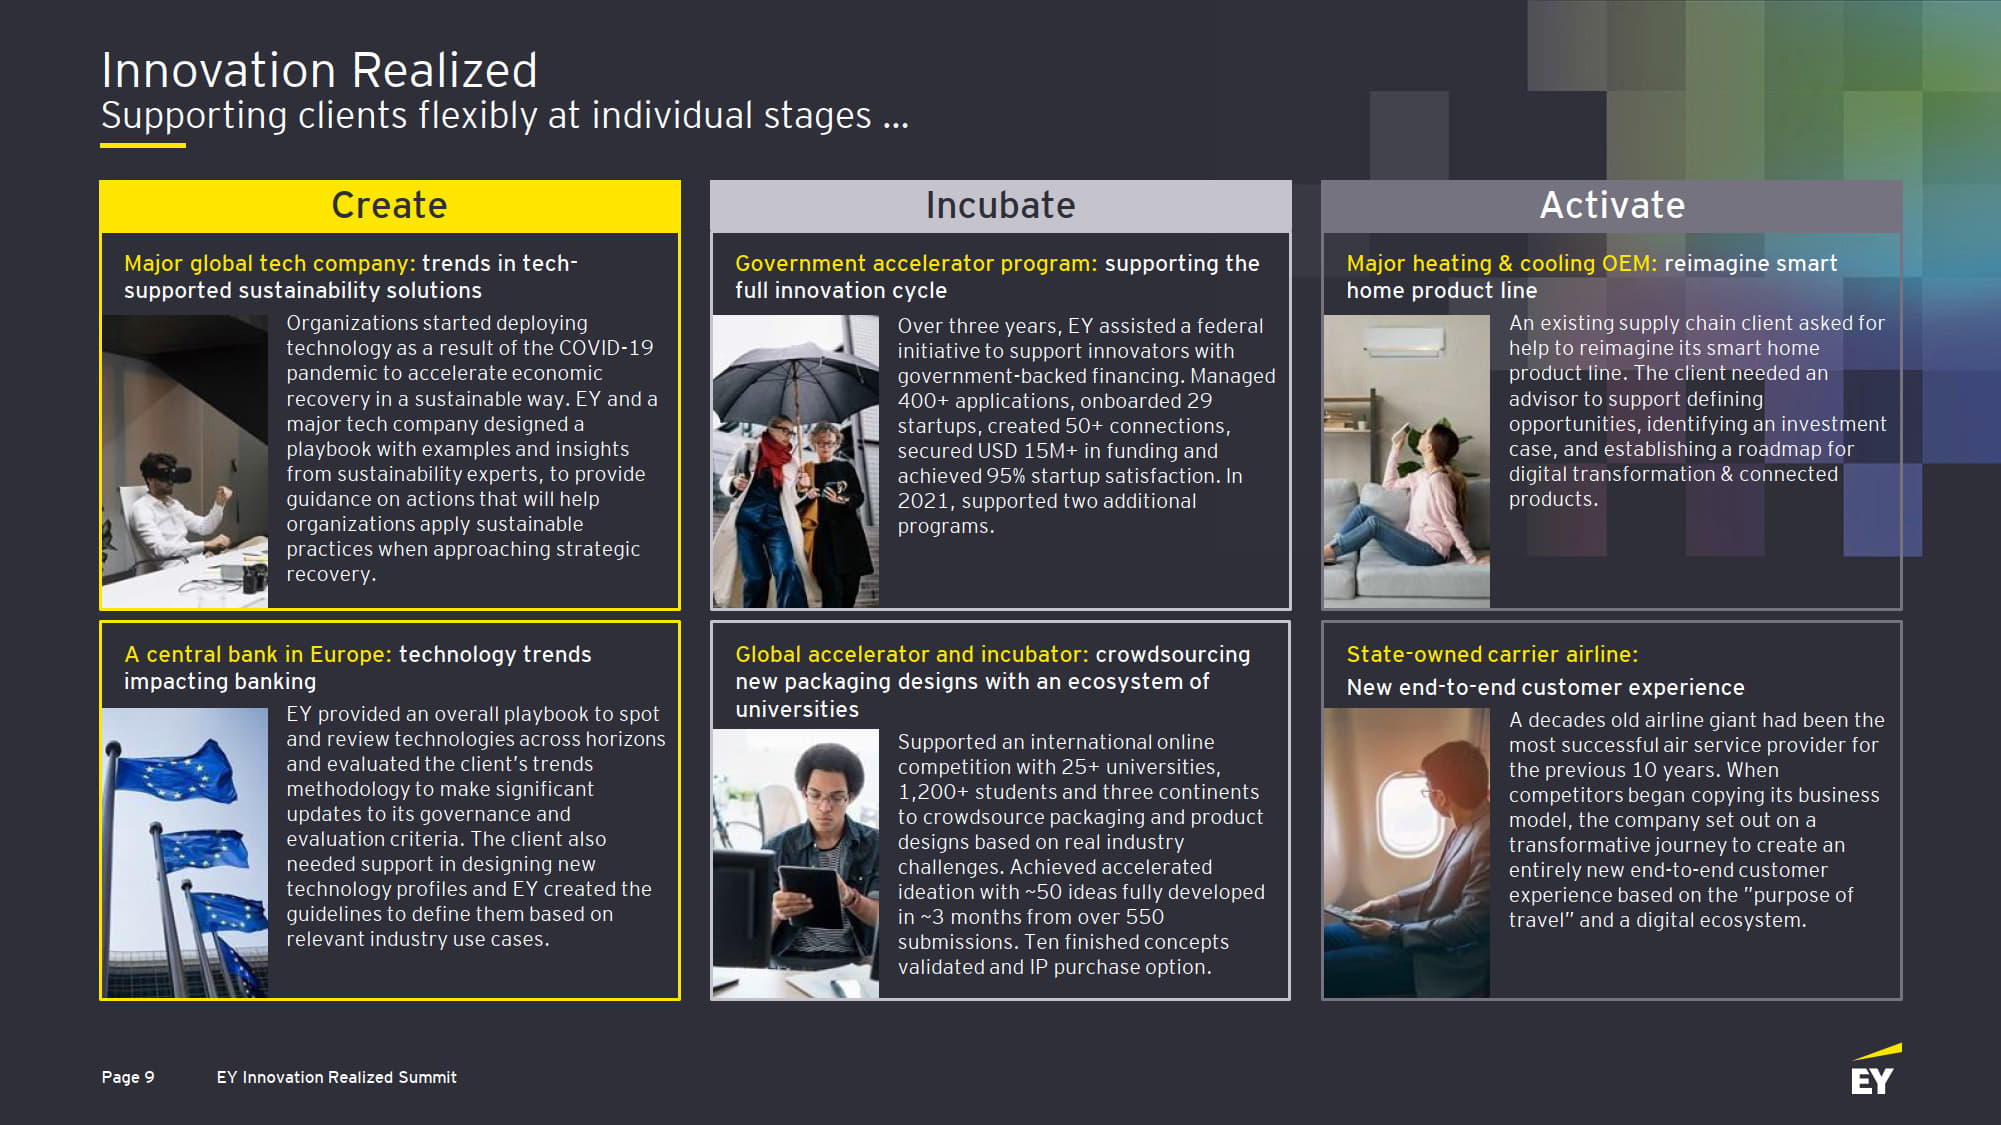 Innovation Realized
Supporting clients flexibly at individual stages ...
Create
Major global tech company: trends in tech-
supported sustainability solutions
Organizations started deploying
technology as a result of the COVID-19
pandemic to accelerate economic
recovery in a sustainable way. EY and a
major tech company designed a
playbook with examples and insights
from sustainability experts, to provide
guidance on actions that will help
organizations apply sustainable
practices when approaching strategic
recovery.
A central bank in Europe: technology trends
impacting banking
EY provided an overall playbook to spot
and review technologies across horizons
and evaluated the client's trends
methodology to make significant
updates to its governance and
evaluation criteria. The client also
needed support in designing new
technology profiles and EY created the
guidelines to define them based on
relevant industry use cases.
Incubate
Government accelerator program: supporting the
full innovation cycle
Over three years, EY assisted a federal
initiative to support innovators with
government-backed financing. Managed
400+ applications, onboarded 29
startups, created 50+ connections,
secured USD 15M+ in funding and
achieved 95% startup satisfaction. In
2021, supported two additional
programs.
Global accelerator and incubator: crowdsourcing
new packaging designs with an ecosystem of
universities
Supported an international online
competition with 25+ universities,
1,200+ students and three continents
to crowdsource packaging and product
designs based on real industry
challenges. Achieved accelerated
ideation with ~50 ideas fully developed
in ~3 months from over 550
submissions. Ten finished concepts
validated and IP purchase option.
Activate
Major heating & cooling OEM: reimagine smart
home product line
An existing supply chain client asked for
help to reimagine its smart home
product line. The client needed an
advisor to support defining
opportunities, identifying an investment
case, and establishing a roadmap for
digital transformation & connected
products.
State-owned carrier airline:
New end-to-end customer experience
A decades old airline giant had been the
most successful air service provider for
the previous 10 years. When
competitors began copying its business
model, the company set out on a
transformative journey to create an
entirely new end-to-end customer
experience based on the "purpose of
travel" and a digital ecosystem.
Page 9
EY Innovation Realized Summit
EY